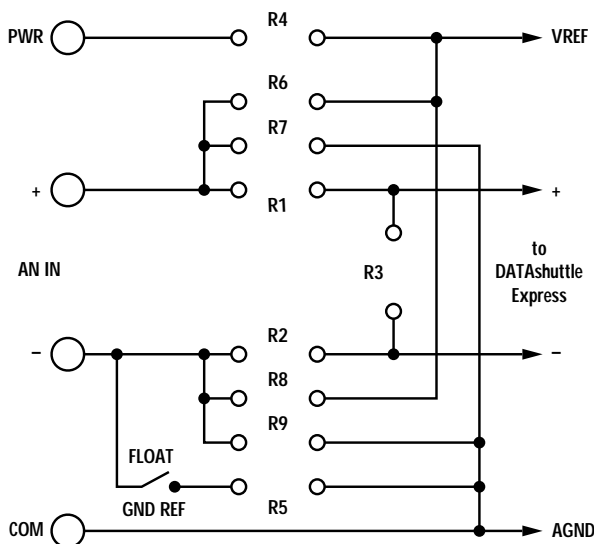 R4
PWR
VREF
R6
R7
+
R1
+
AN IN
R3
to
DATAshuttle
Express
–
R2
–
R8
R9
FLOAT
GND REF
R5
COM
AGND